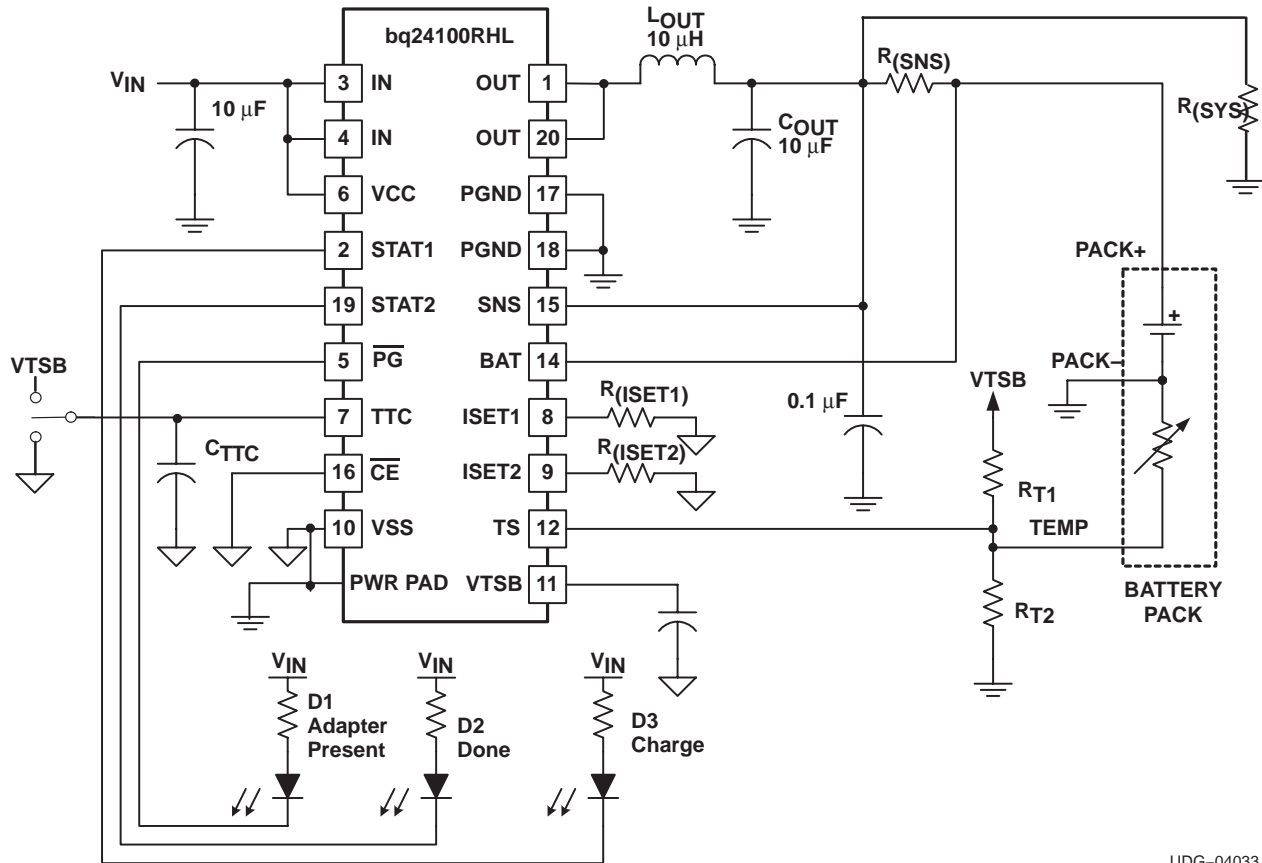 bq24100RHL
LOUT
10 μH
R(SNS)
VIN
10 μF
3 IN
OUT 1
R(SYS)
COUT
10 μF
4 IN
OUT 20
6 VCC
PGND 17
2 STAT1
PGND 18
PACK+
19 STAT2
SNS 15
+
5 PG
BAT 14
VTSB
PACK–
VTSB
7 TTC
ISET1 8
R(ISET1)
0.1 μF
CTTC
16 CE
ISET2 9
R(ISET2)
RT1
10 VSS
TS 12
TEMP
PWR PAD
VTSB 11
BATTERY
PACK
RT2
VIN
VIN
VIN
D1
Adapter
Present
D2
Done
D3
Charge
UDG–04033